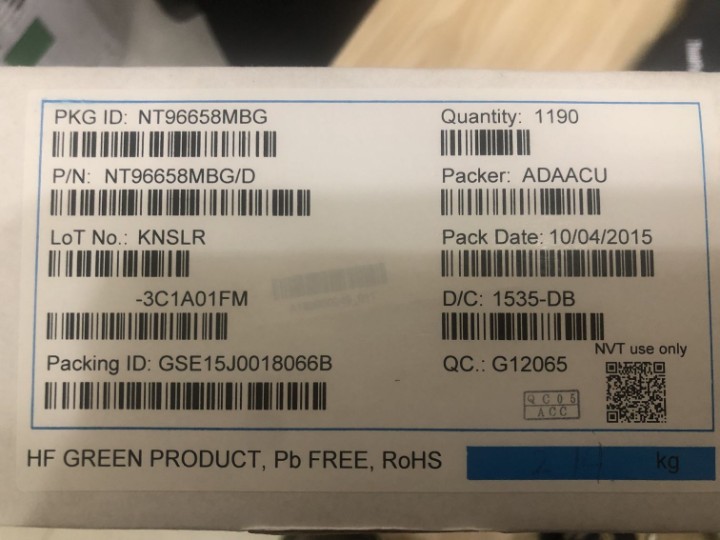 PKG ID: NT96658MBG
Quantity: 1190
P/N: NT96658MBG/D
Packer: ADAACU
LoT No.: KNSLR
Pack Date: 10/04/2015
-3C1A01FM
D/C: 1535-DB
Packing ID: GSE15J0018066B
QC.: G12065
NVT use only
QC05
ACC
HF GREEN PRODUCT, Pb FREE, RoHS
kg